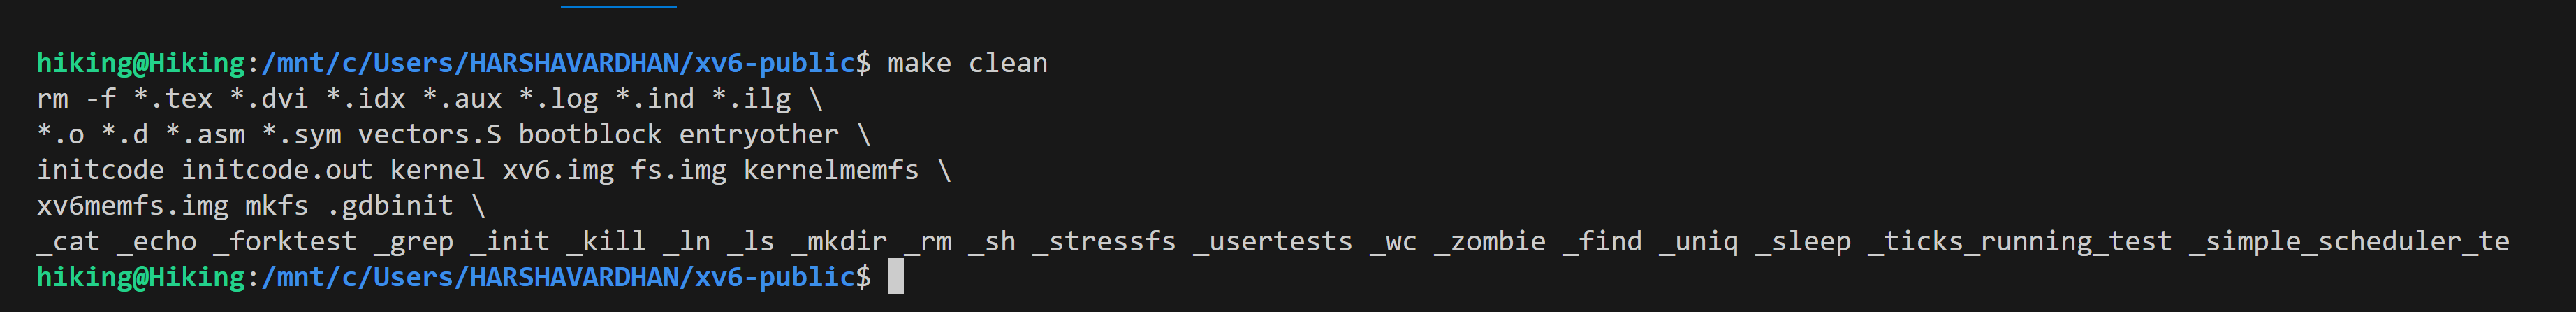 hiking@Hiking:/mnt/c/Users/HARSHAVARDHAN/xv6-public$ make clean
rm -f *.tex *.dvi *.idx *.aux *.log *.ind *.ilg \
*.o *.d *.asm *.sym vectors.S bootblock entryother \
initcode initcode.out kernel xv6.img fs.img kernelmemfs \
xv6memfs.img mkfs .gdbinit \
_cat _echo _forktest _grep _init _kill _ln _ls _mkdir _rm _sh _stressfs _usertests _wc _zombie _find _uniq _sleep _ticks_running_test _simple_scheduler_te
hiking@Hiking:/mnt/c/Users/HARSHAVARDHAN/xv6-public$